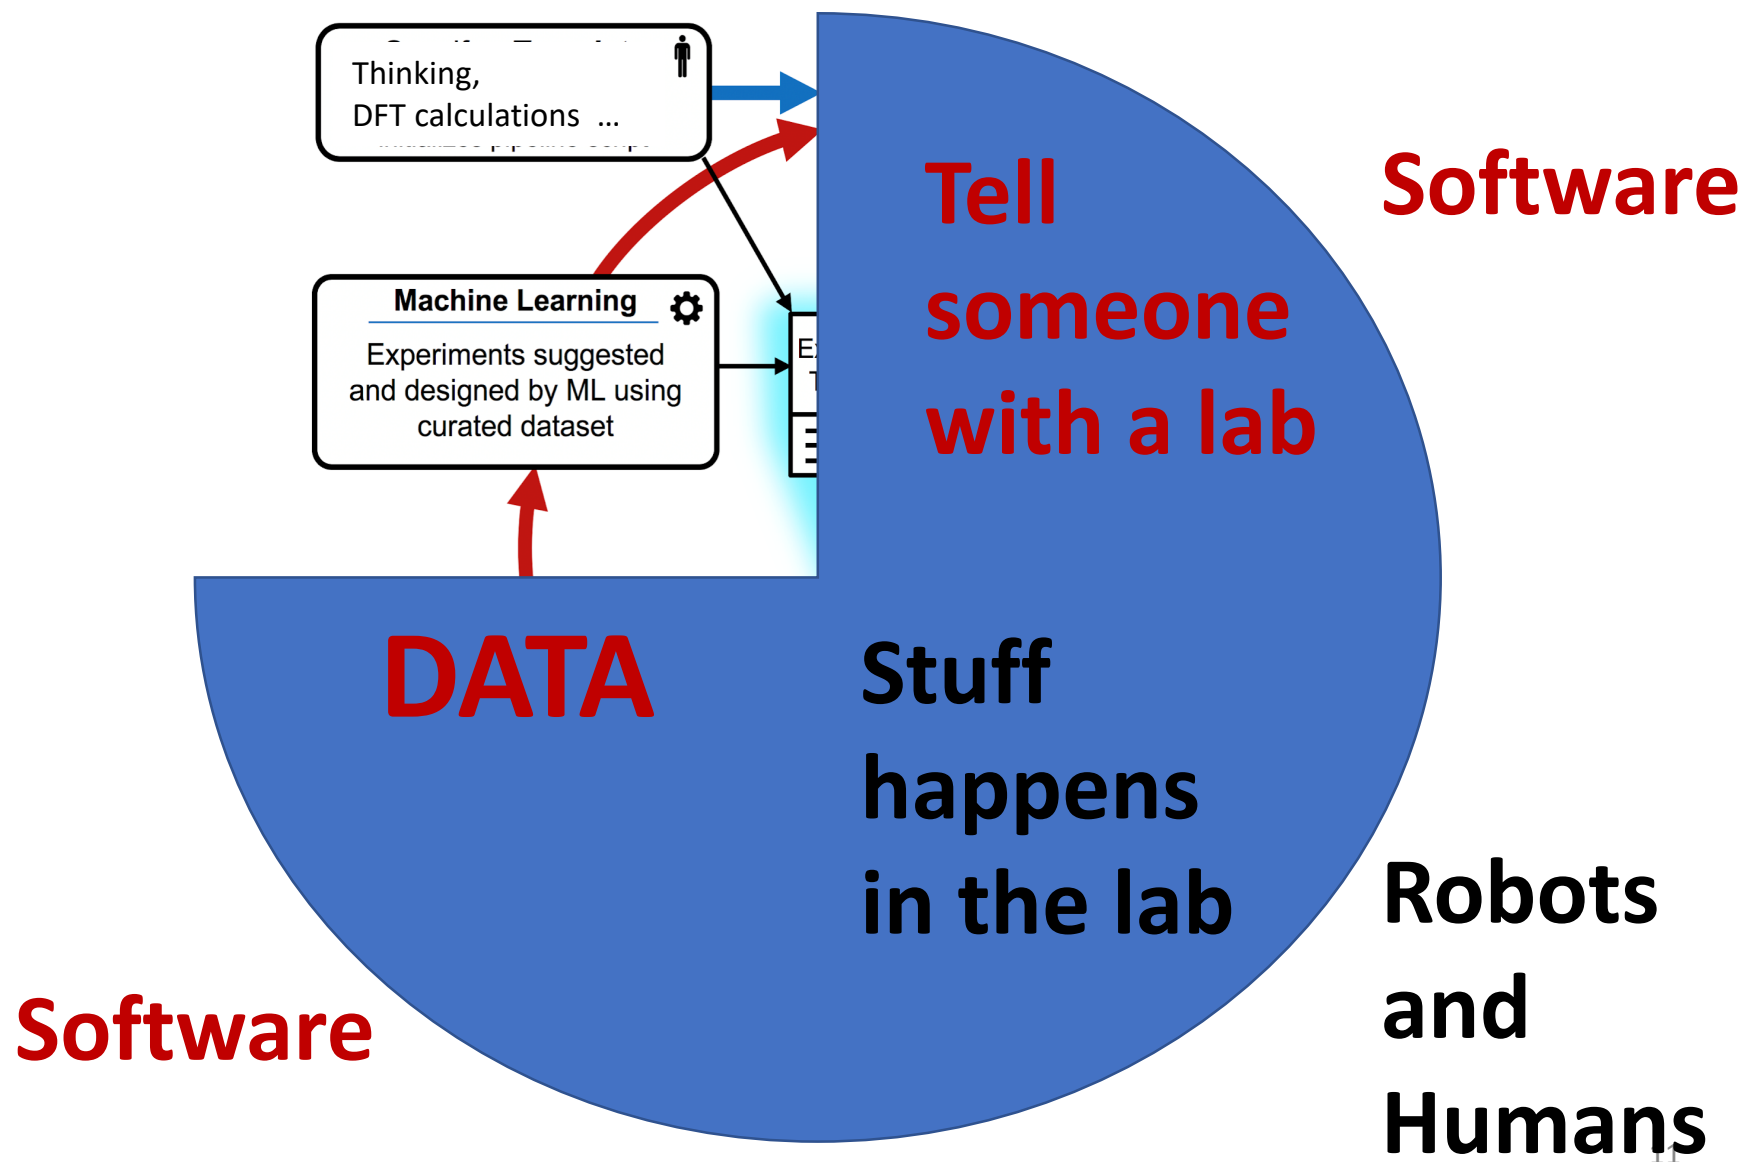 Thinking,
DFT calculations ...
Machine Learning
Experiments suggested
and designed by ML using
curated dataset
Tell
someone
with a lab
Software
DATA
Stuff
happens
in the lab
Robots
and
Humans
Software
11